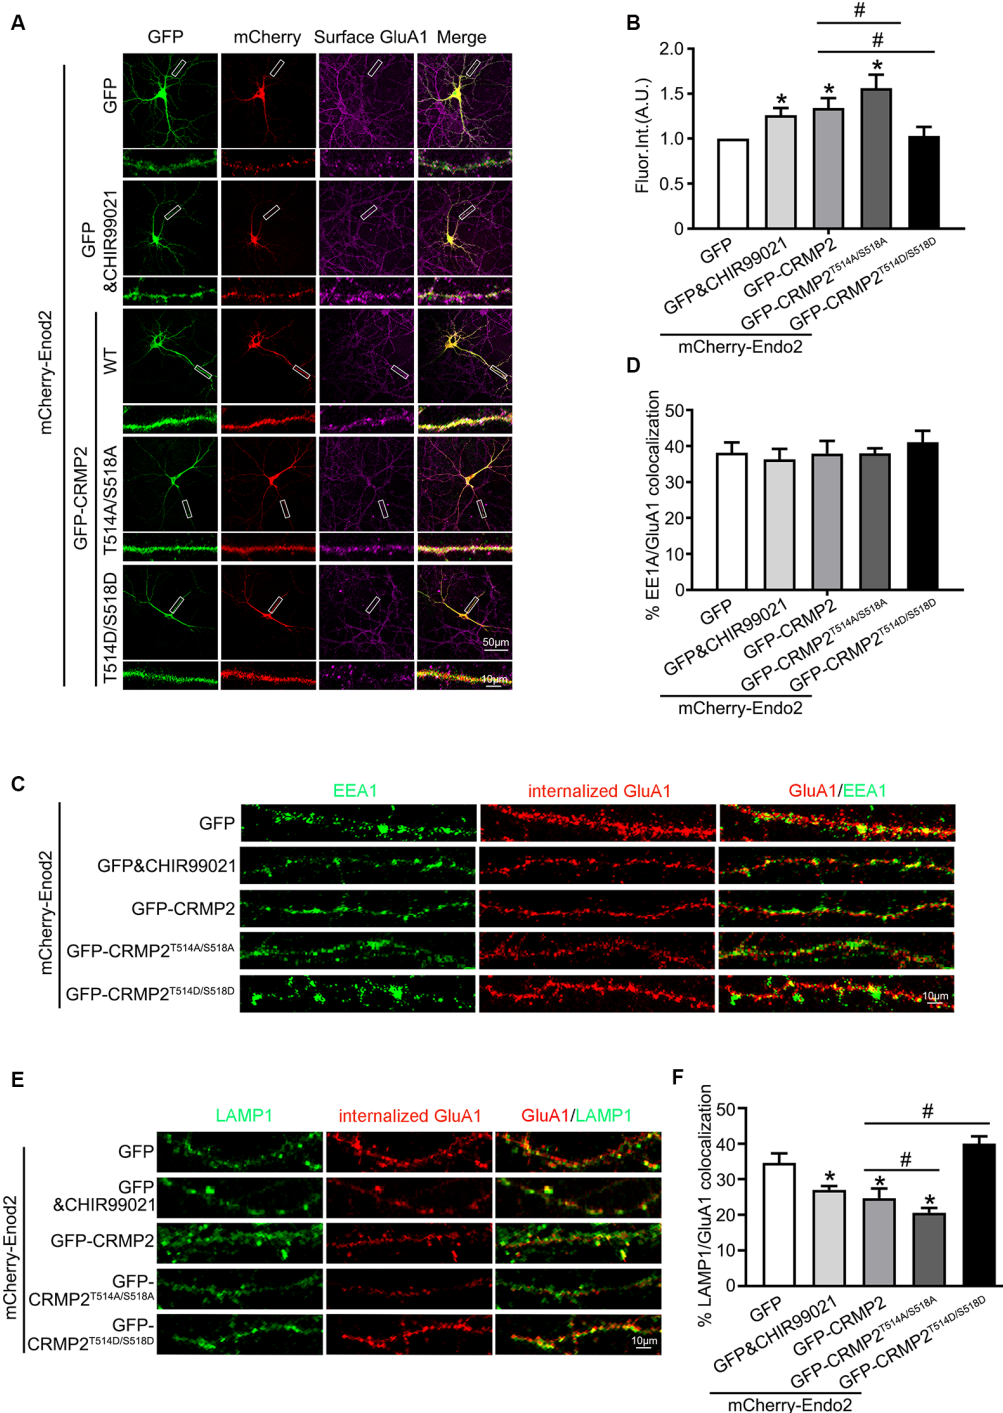 A
GFP mCherry Surface GluA1 Merge
mCherry-Enod2
GFP
GFP
&CHIR99021
GFP-CRMP2
WT
T514A/S518A
T514D/S518D
50μm
10μm
B
Fluor.Int.(A.U.)
2.0
1.5
1.0
0.5
0
#
#
*
*
*
GFP
GFP&CHIR99021
GFP-CRMP2
GFP-CRMP2T514A/S518A
GFP-CRMP2T514D/S518D
mCherry-Endo2
D
% EE1A/GluA1 colocalization
50
40
30
20
10
0
GFP
GFP&CHIR99021
GFP-CRMP2
GFP-CRMP2T514A/S518A
GFP-CRMP2T514D/S518D
mCherry-Endo2
C
EEA1 internalized GluA1 GluA1/EEA1
mCherry-Enod2
GFP
GFP&CHIR99021
GFP-CRMP2
GFP-CRMP2T514A/S518A
GFP-CRMP2T514D/S518D
10μm
E
LAMP1 internalized GluA1 GluA1/LAMP1
mCherry-Enod2
GFP
GFP
&CHIR99021
GFP-CRMP2
GFP-
CRMP2T514A/S518A
GFP-
CRMP2T514D/S518D
10μm
F
% LAMP1/GluA1 colocalization
50
40
30
20
10
0
#
#
*
*
*
GFP
GFP&CHIR99021
GFP-CRMP2
GFP-CRMP2T514A/S518A
GFP-CRMP2T514D/S518D
mCherry-Endo2